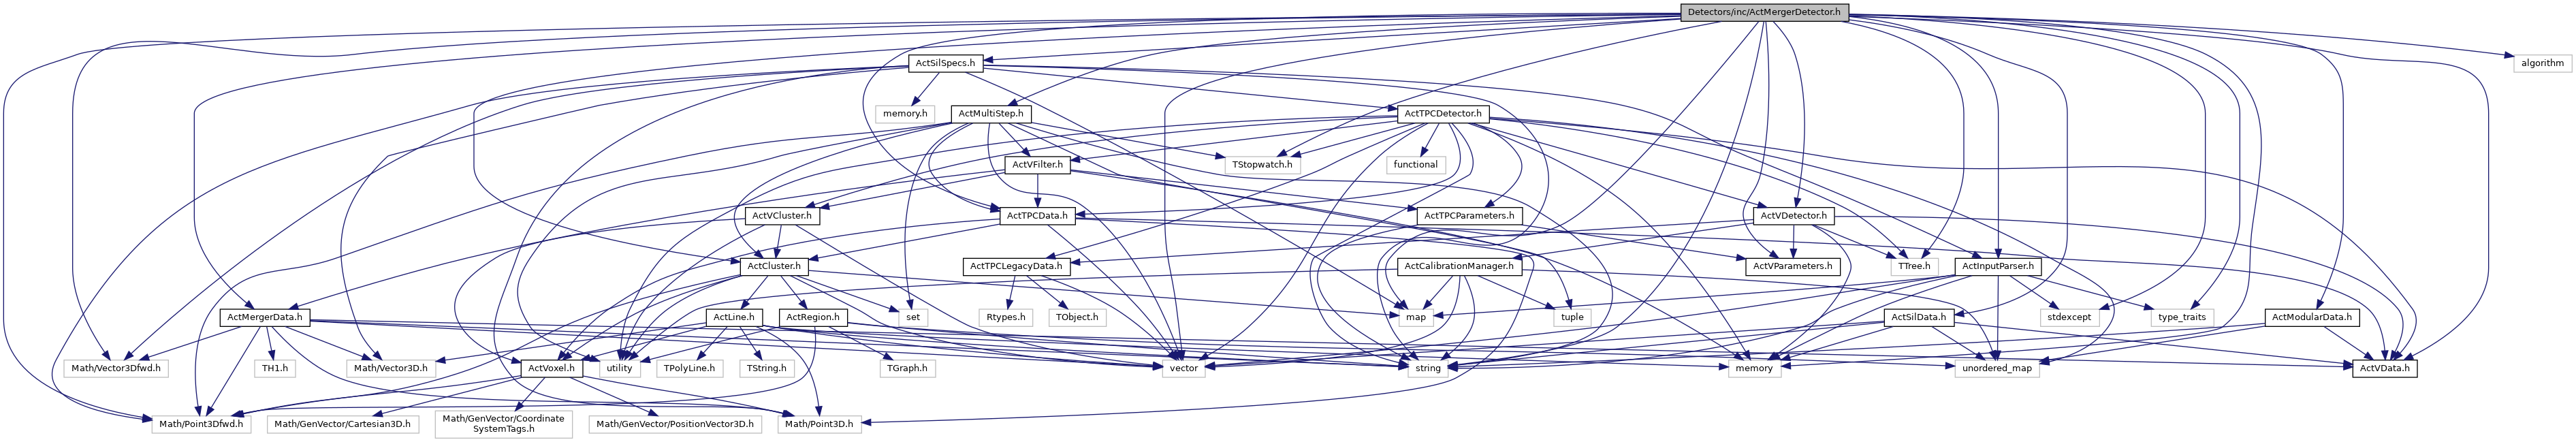 Detectors/inc/ActMergerDetector.h
ActSilSpecs.h
algorithm
memory.h
ActMultiStep.h
ActTPCDetector.h
ActVFilter.h
TStopwatch.h
functional
ActVCluster.h
ActTPCData.h
ActTPCParameters.h
ActVDetector.h
ActCluster.h
ActTPCLegacyData.h
ActCalibrationManager.h
ActVParameters.h
TTree.h
ActInputParser.h
ActMergerData.h
ActLine.h
ActRegion.h
set
Rtypes.h
TObject.h
map
tuple
ActSilData.h
stdexcept
type_traits
ActModularData.h
Math/Vector3Dfwd.h
TH1.h
Math/Vector3D.h
ActVoxel.h
utility
TPolyLine.h
TString.h
TGraph.h
vector
string
memory
unordered_map
ActVData.h
Math/Point3Dfwd.h
Math/GenVector/Cartesian3D.h
Math/GenVector/Coordinate
SystemTags.h
Math/GenVector/PositionVector3D.h
Math/Point3D.h